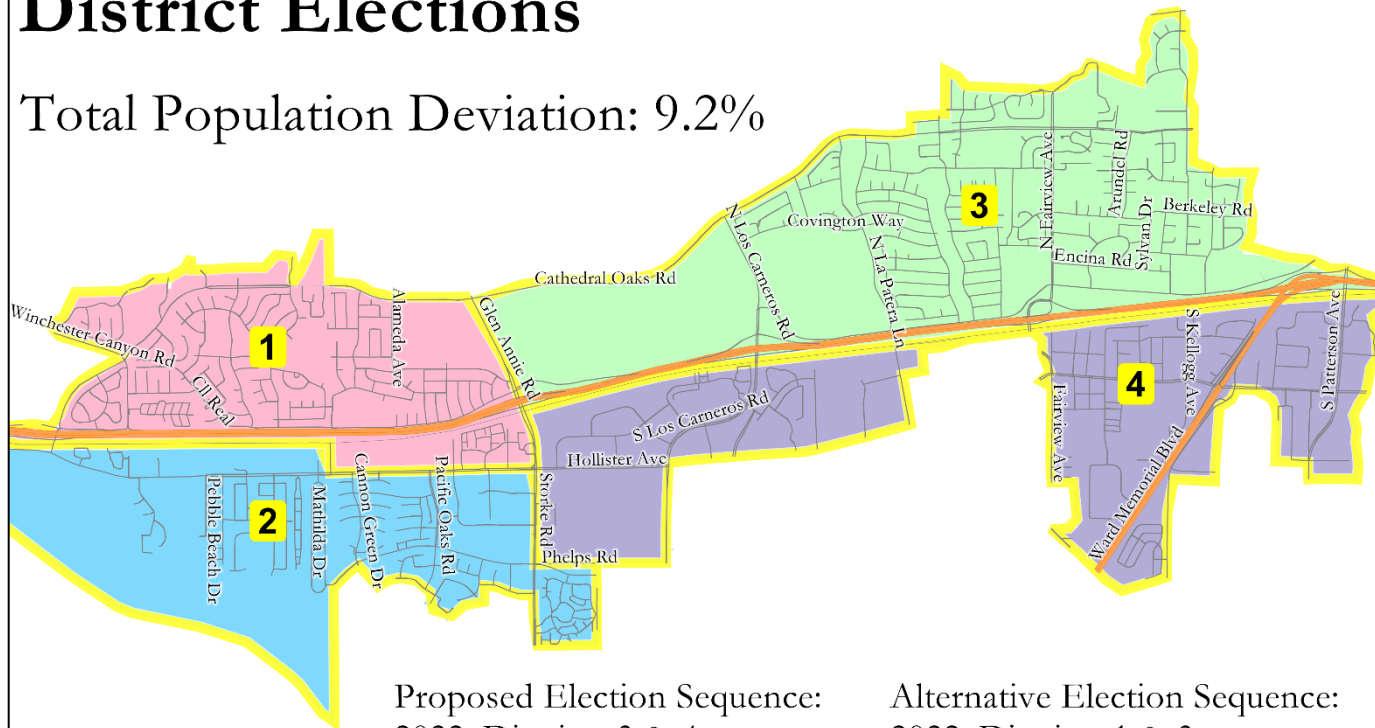 District Elections
Total Population Deviation: 9.2%
N Fairview Ave
Arundel Rd
3
Berkeley Rd
Sylvan Dr
Covington Way
N Los Carneros Rd
N La Patera Ln
Encina Rd
Cathedral Oaks Rd
Alameda Ave
Glen Annie Rd
Winchester Canyon Rd
1
Cll Real
S Kellogg Ave
S Patterson Ave
4
Fairview Ave
S Los Carneros Rd
Hollister Ave
Ward Memorial Blvd
Pebble Beach Dr
2
Mathilda Dr
Cannon Green Dr
Pacific Oaks Rd
Storke Rd
Phelps Rd
Proposed Election Sequence:
Alternative Election Sequence: